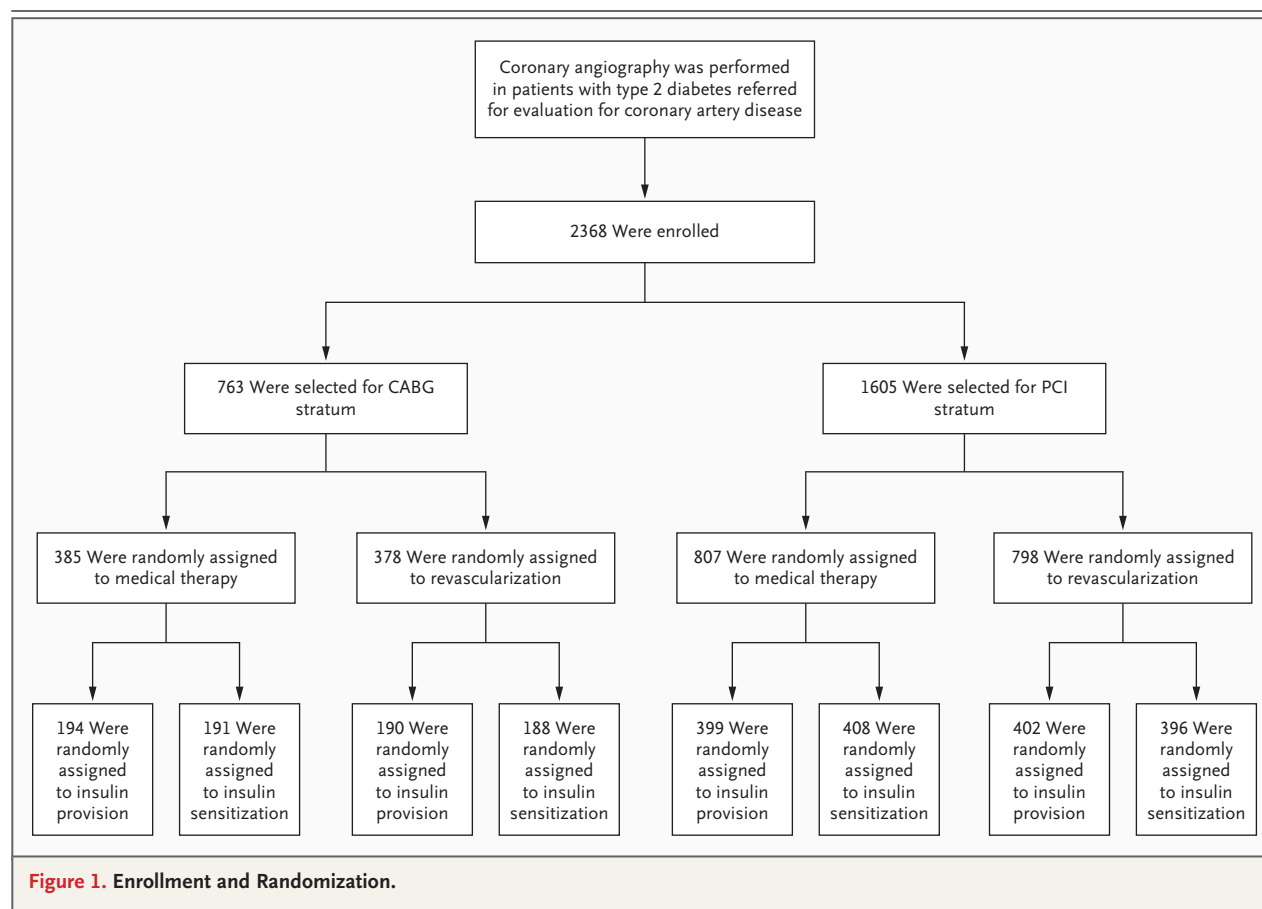 Coronary angiography was performed
in patients with type 2 diabetes referred
for evaluation for coronary artery disease
2368 Were enrolled
763 Were selected for CABG
stratum
1605 Were selected for PCI
stratum
385 Were randomly assigned
to medical therapy
378 Were randomly assigned
to revascularization
807 Were randomly assigned
to medical therapy
798 Were randomly assigned
to revascularization
194 Were
randomly
assigned
to insulin
provision
191 Were
randomly
assigned
to insulin
sensitization
190 Were
randomly
assigned
to insulin
provision
188 Were
randomly
assigned
to insulin
sensitization
399 Were
randomly
assigned
to insulin
provision
408 Were
randomly
assigned
to insulin
sensitization
402 Were
randomly
assigned
to insulin
provision
396 Were
randomly
assigned
to insulin
sensitization
Figure 1. Enrollment and Randomization.